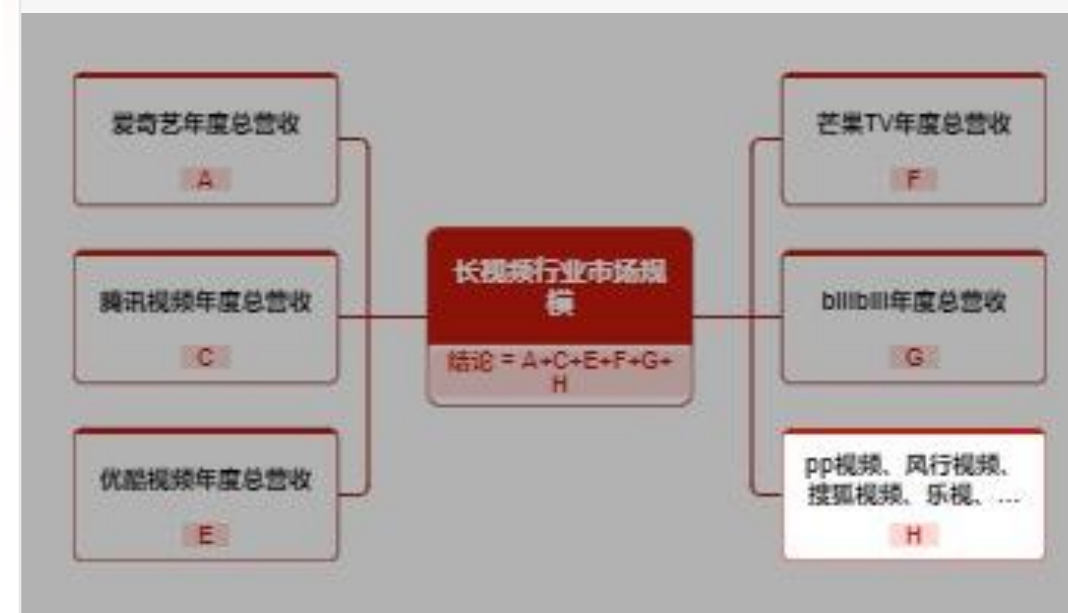 爱奇艺年度总营收
A
腾讯视频年度总营收
C
优酷视频年度总营收
E
长视频行业市场规
模
结论 = A+C+E+F+G+
H
芒果TV年度总营收
F
bilibili年度总营收
G
pp视频、风行视频、
搜狐视频、乐视、...
H